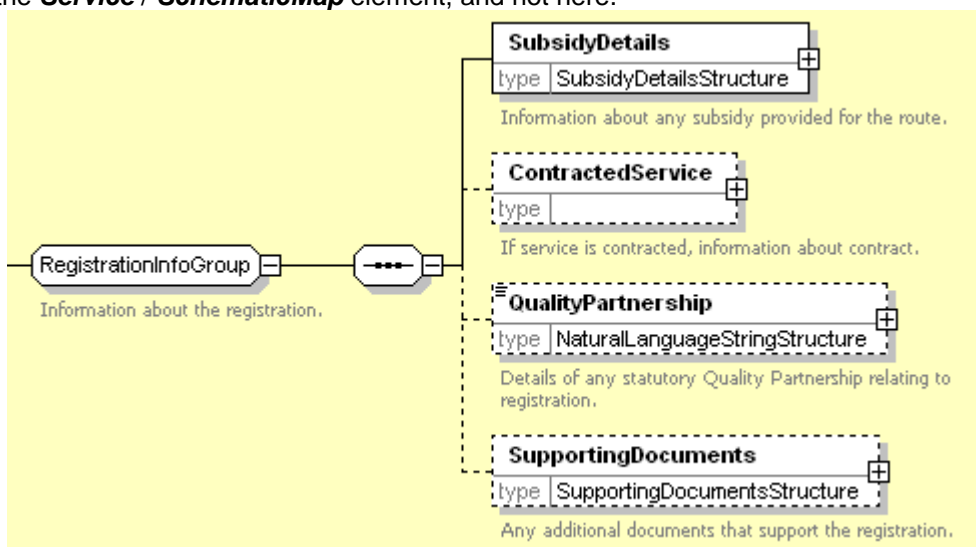 the Service / SchematicMap element, and not here.
SubsidyDetails
type SubsidyDetailsStructure
Information about any subsidy provided for the route.
ContractedService
type
If service is contracted, information about contract.
RegistrationInfoGroup
Information about the registration.
QualityPartnership
type NaturalLanguageStringStructure
Details of any statutory Quality Partnership relating to
registration.
SupportingDocuments
type SupportingDocumentsStructure
Any additional documents that support the registration.